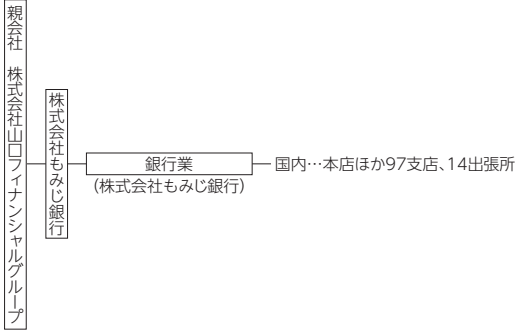 親会社 株式会社山口フィナンシャルグループ
株式会社もみじ銀行
銀行業
(株式会社もみじ銀行)
国内…本店ほか97支店、14出張所